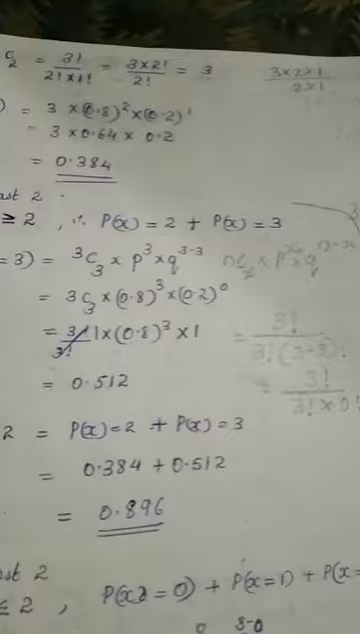 C₂ = 3!/2!×1! = 3×2!/2! = 3 3×2×1/2×1
) = 3 × (0.8)² × (0.2)¹
= 3 × 0.64 × 0.2
= 0.384
ast 2
≥ 2 , ∴ P(x) = 2 + P(x) = 3
= 3) = ³C₃ × p³ × q³⁻³
= 3C₃ × (0.8)³ × (0.2)⁰
= 3!/3! 1 × (0.8)³ × 1 = 3!/3!(3-3)!
= 0.512 = 3!/3!×0!
2 = P(x)=2 + P(x) = 3
= 0.384 + 0.512
= 0.896
ast 2
≤ 2 , P(x = 0) + P(x=1) + P(x=
0 3-0